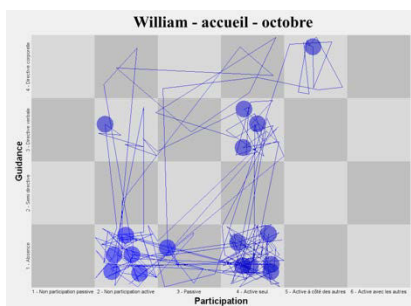 William - accueil - octobre
4 - Directive corporelle
3 - Directive verbale
2 - Semi directive
1 - Absence
Guidance
1 - Non participation passive
2 - Non participation active
3 - Passive
4 - Active seul
5 - Active à côté des autres
6 - Active avec les autres
Participation